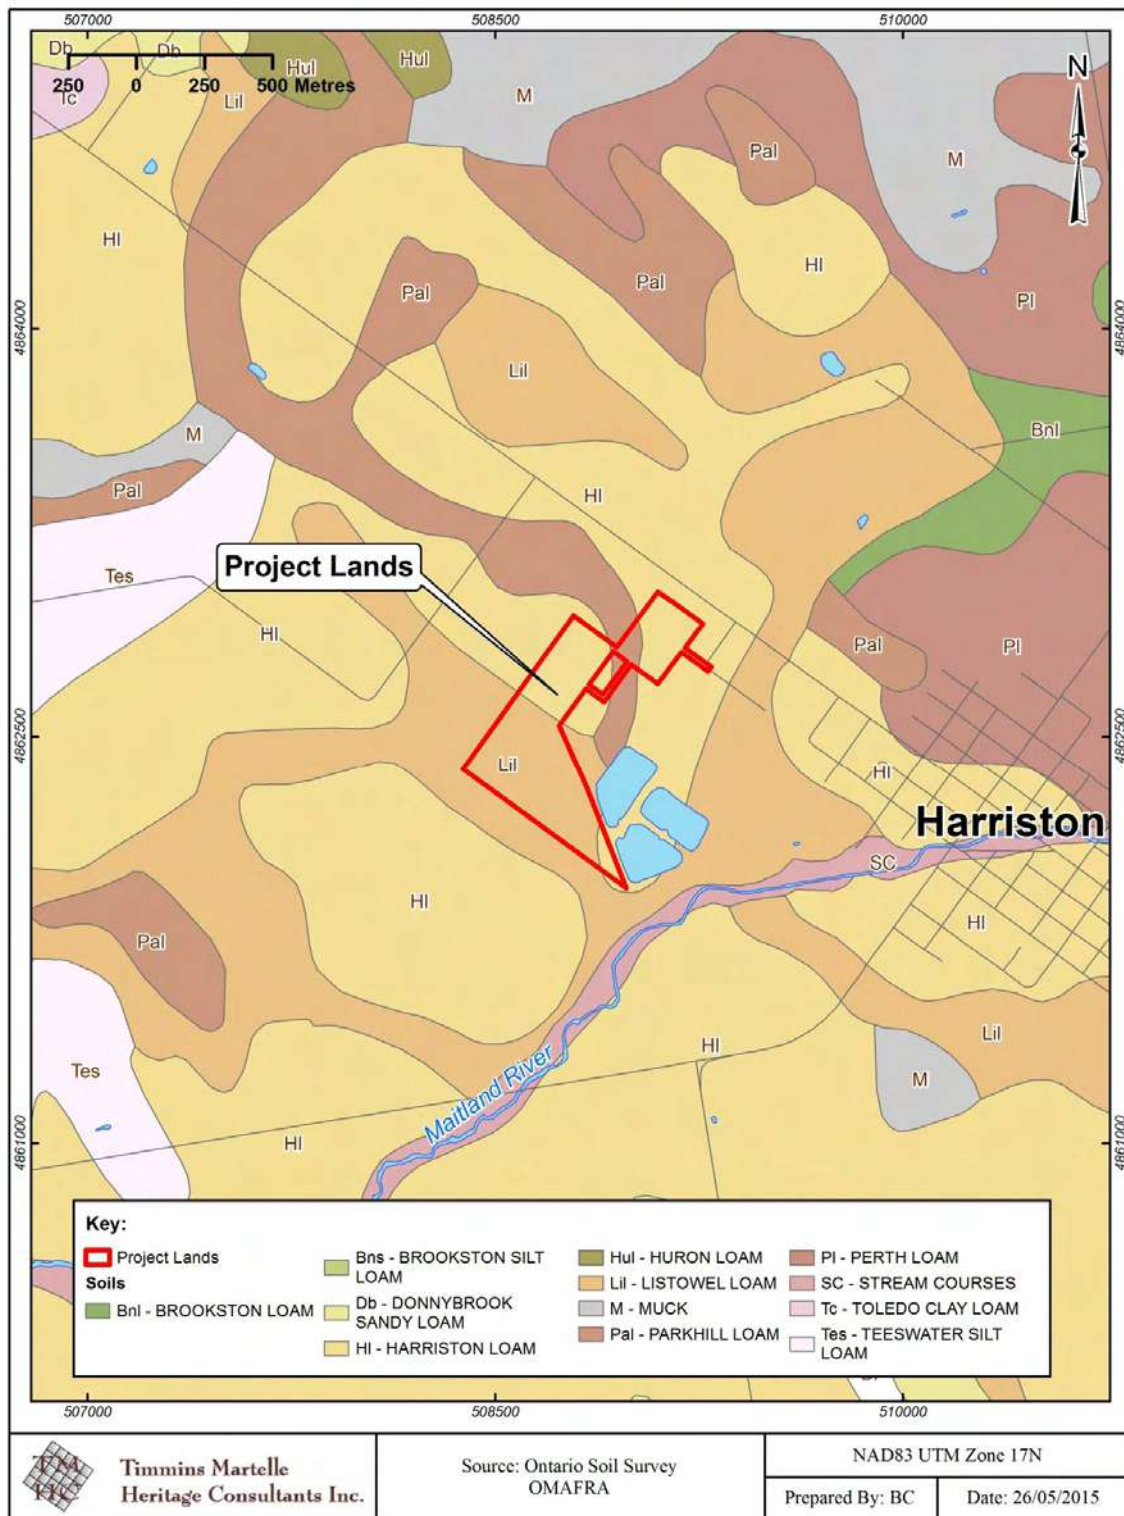 507000
508500
510000
Db
Db
Hul
Hul
250 0 250 500 Metres
Tc
Lil
M
N
Pal
M
Hl
Hl
Pal
Pal
Pl
4864000
4864000
Lil
M
Bnl
Pal
Hl
Project Lands
Tes
Hl
Pal
Pl
4862500
4862500
Lil
Hl
Harriston
SC
Hl
Hl
Pal
Lil
Hl
Tes
M
Maitland River
4861000
4861000
Hl
Key:
Project Lands
Soils
Bnl - BROOKSTON LOAM
Bns - BROOKSTON SILT
LOAM
Db - DONNYBROOK
SANDY LOAM
Hl - HARRISTON LOAM
Hul - HURON LOAM
Lil - LISTOWEL LOAM
M - MUCK
Pal - PARKHILL LOAM
Pl - PERTH LOAM
SC - STREAM COURSES
Tc - TOLEDO CLAY LOAM
Tes - TEESWATER SILT
LOAM
507000
508500
510000
TM
HC
Timmins Martelle
Heritage Consultants Inc.
Source: Ontario Soil Survey
OMAFRA
NAD83 UTM Zone 17N
Prepared By: BC
Date: 26/05/2015